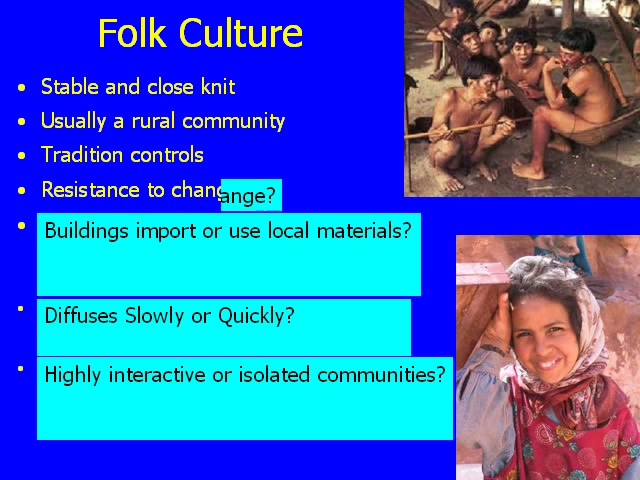 Folk Culture
• Stable and close knit
• Usually a rural community
• Tradition controls
• Resistance to chang ange?
• Buildings import or use local materials?
• Diffuses Slowly or Quickly?
• Highly interactive or isolated communities?